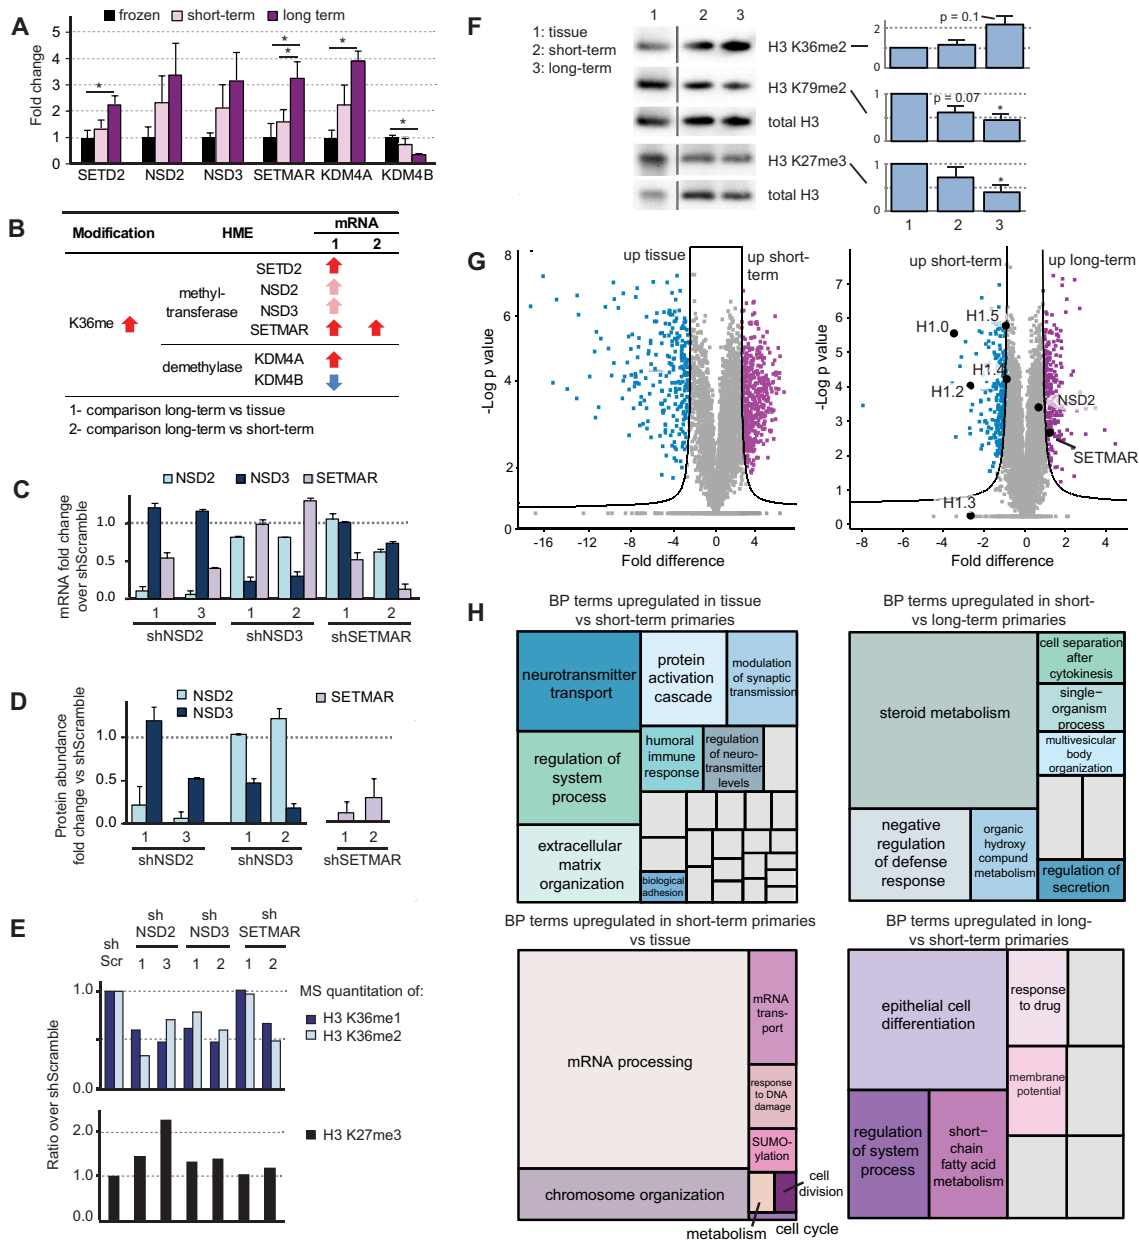 A
frozen
short-term
long term
Fold change
5
4
3
2
1
0
*
*
*
*
*
SETD2
NSD2
NSD3
SETMAR
KDM4A
KDM4B
B
Modification
HME
mRNA
1
2
K36me
methyl-
transferase
SETD2
NSD2
NSD3
SETMAR
demethylase
KDM4A
KDM4B
1- comparison long-term vs tissue
2- comparison long-term vs short-term
C
NSD2
NSD3
SETMAR
mRNA fold change
over shScramble
1.0
0.5
0.0
1
3
1
2
1
2
shNSD2
shNSD3
shSETMAR
D
NSD2
NSD3
SETMAR
Protein abundance
fold change vs shScramble
1.0
0.5
0.0
1
3
1
2
1
2
shNSD2
shNSD3
shSETMAR
E
sh
Scr
sh
NSD2
sh
NSD3
sh
SETMAR
1
3
1
2
1
2
MS quantitation of:
H3 K36me1
H3 K36me2
H3 K27me3
Ratio over shScramble
1.0
0.5
0.0
2.0
1.0
0.0
F
1: tissue
2: short-term
3: long-term
1
2
3
H3 K36me2
H3 K79me2
total H3
H3 K27me3
total H3
p = 0.1
2
0
p = 0.07
*
1
0
*
1
0
1
2
3
G
up tissue
up short-
term
-Log p value
8
6
4
2
0
-16
-12
-8
-4
0
4
Fold difference
up short-term
up long-term
-Log p value
8
7
6
5
4
3
2
1
0
H1.0
H1.5
H1.4
H1.2
H1.3
NSD2
SETMAR
-8
-6
-4
-2
0
2
4
Fold difference
H
BP terms upregulated in tissue
vs short-term primaries
neurotransmitter
transport
protein
activation
cascade
modulation
of synaptic
transmission
regulation of
system
process
humoral
immune
response
regulation
of neuro-
transmitter
levels
extracellular
matrix
organization
biological
adhesion
BP terms upregulated in short-
vs long-term primaries
steroid metabolism
cell separation
after
cytokinesis
single−
organism
process
multivesicular
body
organization
negative
regulation
of defense
response
organic
hydroxy
compund
metabolism
regulation of
secretion
BP terms upregulated in short-term primaries
vs tissue
mRNA processing
mRNA
trans-
port
response
to DNA
damage
SUMO-
ylation
chromosome organization
cell
division
metabolism
cell cycle
BP terms upregulated in long-
vs short-term primaries
epithelial cell
differentiation
response
to drug
membrane
potential
regulation
of system
process
short−
chain
fatty acid
metabolism